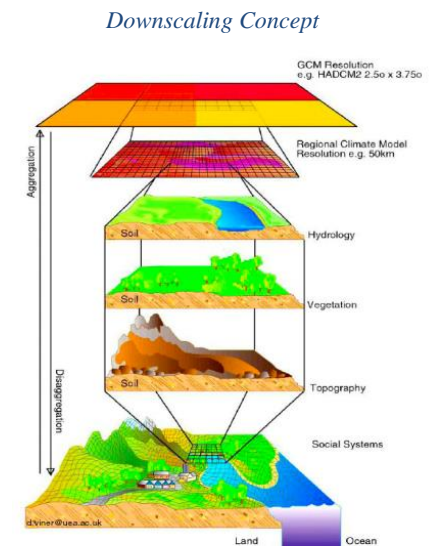 Downscaling Concept
GCM Resolution
e.g. HADCM2 2.5o x 3.75o
Regional Climate Model
Resolution e.g. 50km
Aggregation
Soil
Hydrology
Soil
Vegetation
Soil
Topography
Disaggregation
Social Systems
d.viner@uea.ac.uk
Land
Ocean